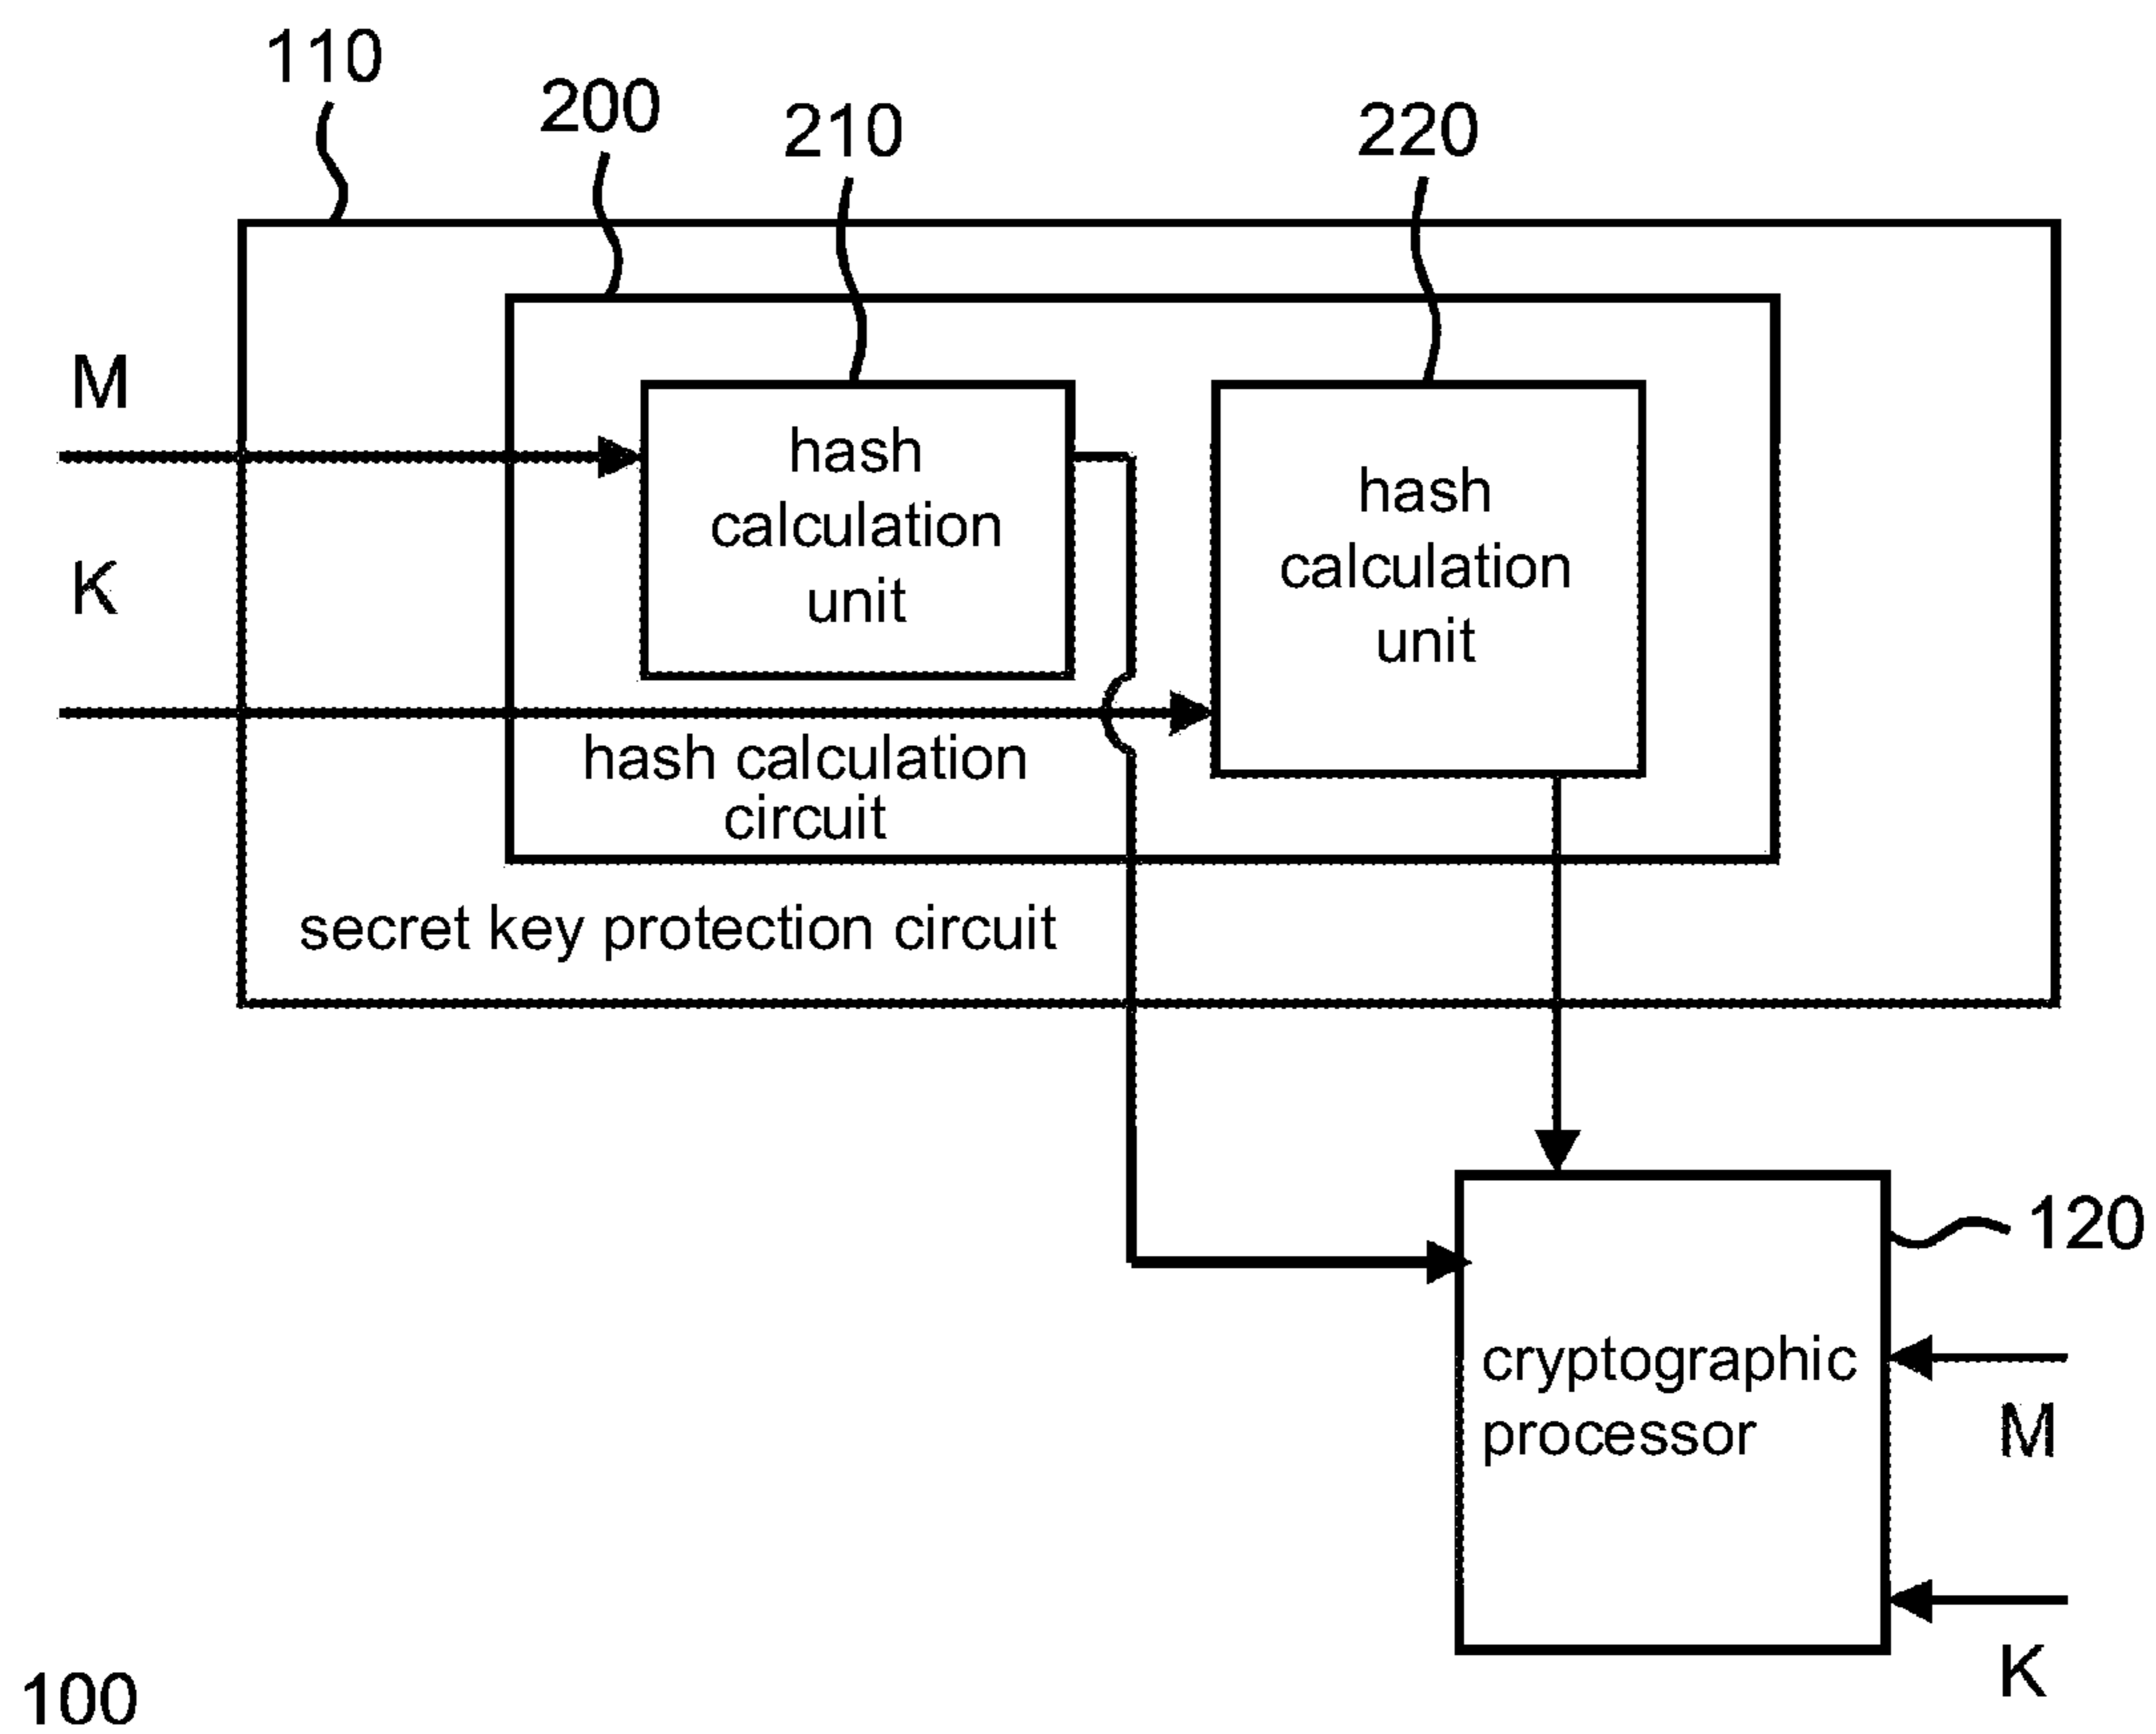 110
200
210
220
M
K
hash
calculation
unit
hash
calculation
unit
hash calculation
circuit
secret key protection circuit
120
cryptographic
processor
M
K
100